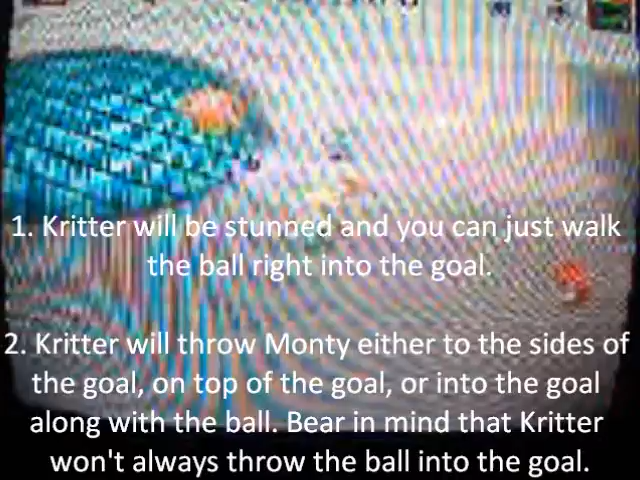 1. Kritter will be stunned and you can just walk
the ball right into the goal.
2. Kritter will throw Monty either to the sides of
the goal, on top of the goal, or into the goal
along with the ball. Bear in mind that Kritter
won't always throw the ball into the goal.